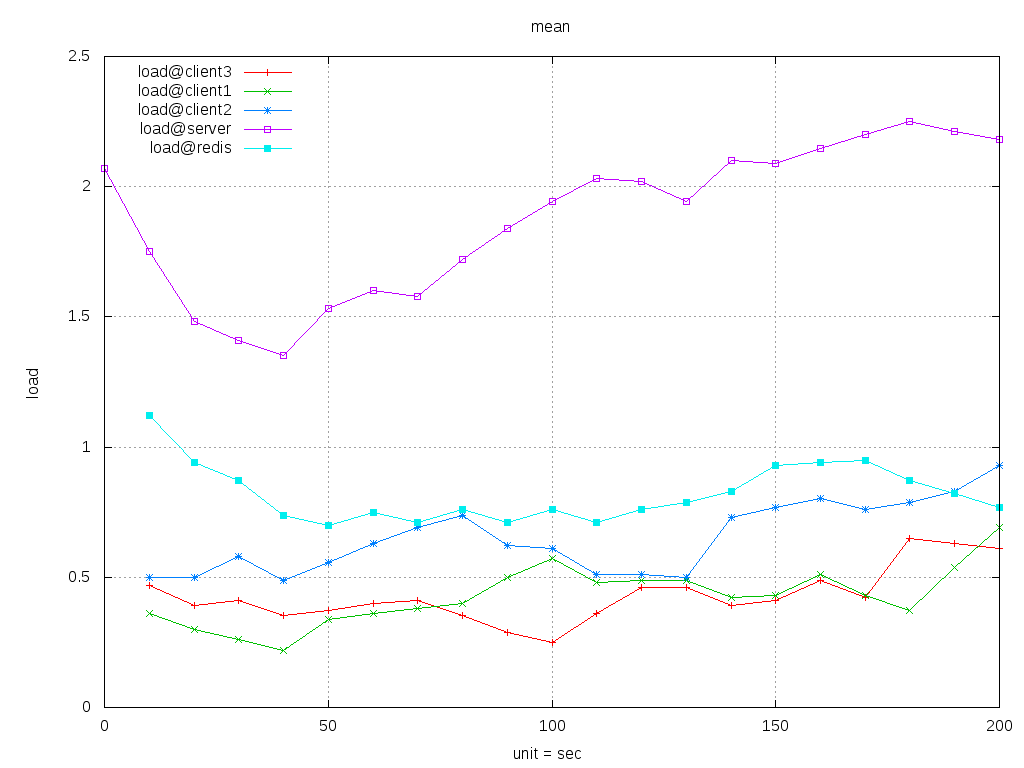 mean
2.5
load@client3
load@client1
load@client2
load@server
load@redis
2
1.5
load
1
0.5
0
0 50 100 150 200
unit = sec